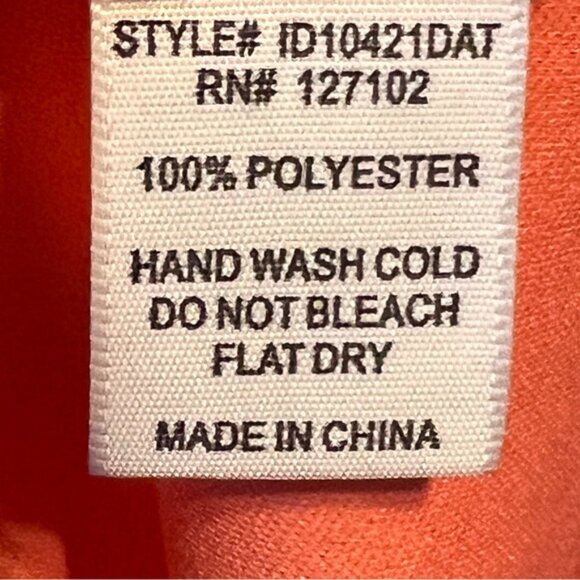 STYLE# ID10421DAT
RN# 127102
100% POLYESTER
HAND WASH COLD
DO NOT BLEACH
FLAT DRY
MADE IN CHINA